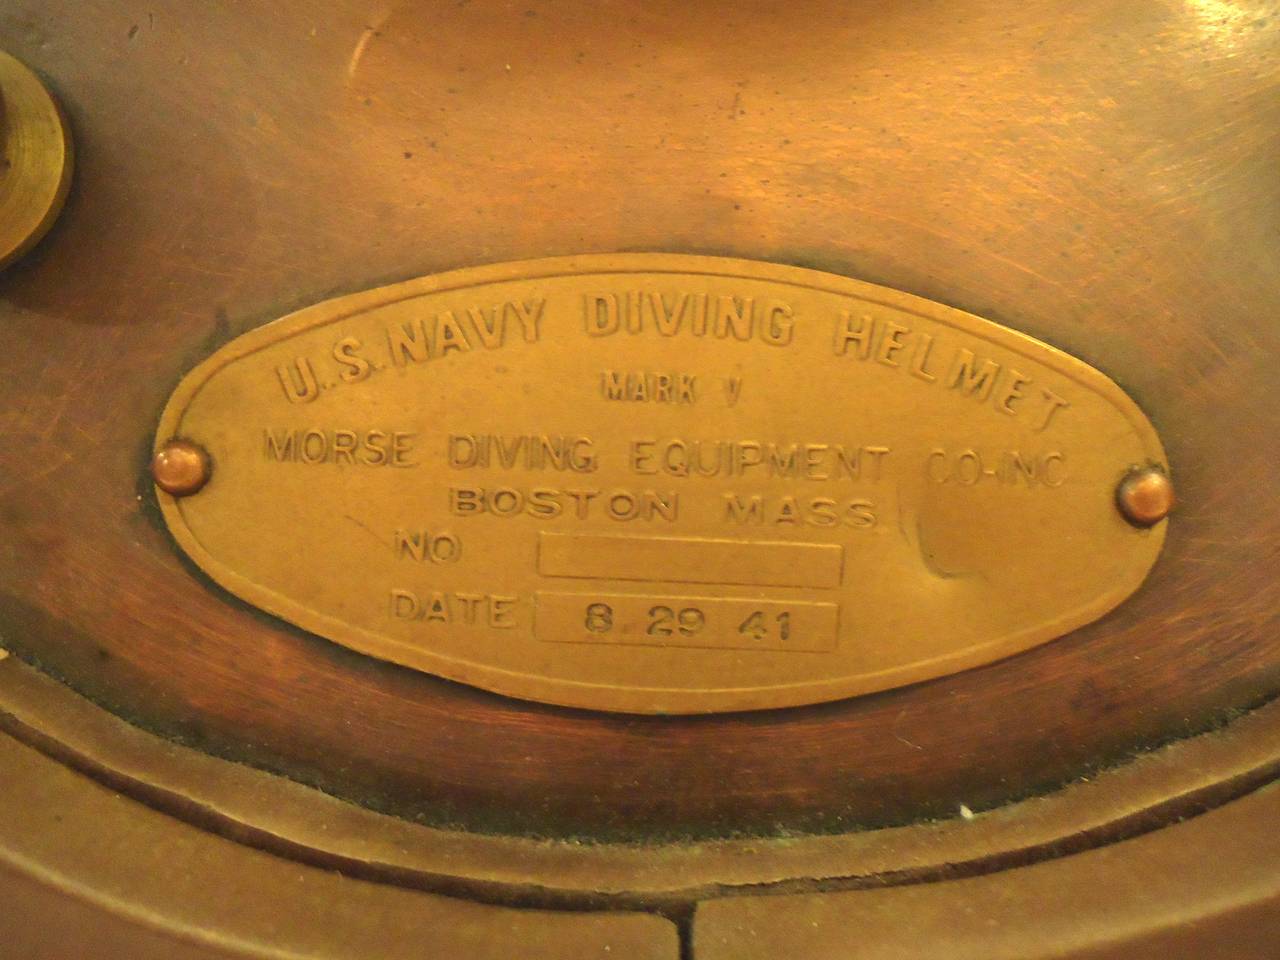 U.S. NAVY DIVING HELMET
MARK V
MORSE DIVING EQUIPMENT CO-INC
BOSTON MASS
NO
DATE 8 29 41